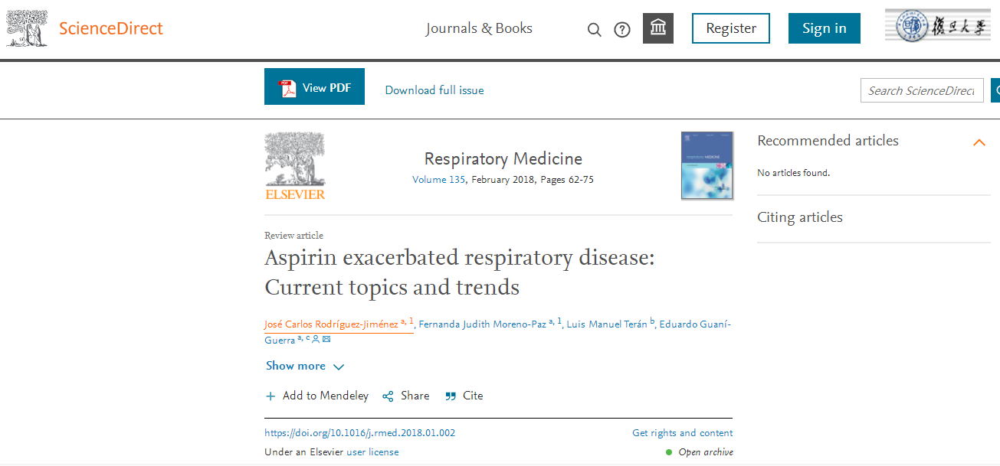 ScienceDirect
Journals & Books
Register
Sign in
復旦大學
View PDF
Download full issue
Search ScienceDirect
ELSEVIER
Respiratory Medicine
Volume 135, February 2018, Pages 62-75
Recommended articles
No articles found.
Citing articles
Review article
Aspirin exacerbated respiratory disease:
Current topics and trends
José Carlos Rodríguez-Jiménez a, 1, Fernanda Judith Moreno-Paz a, 1, Luis Manuel Terán b, Eduardo Guaní-
Guerra a, c
Show more
Add to Mendeley
Share
Cite
https://doi.org/10.1016/j.rmed.2018.01.002
Get rights and content
Under an Elsevier user license
Open archive